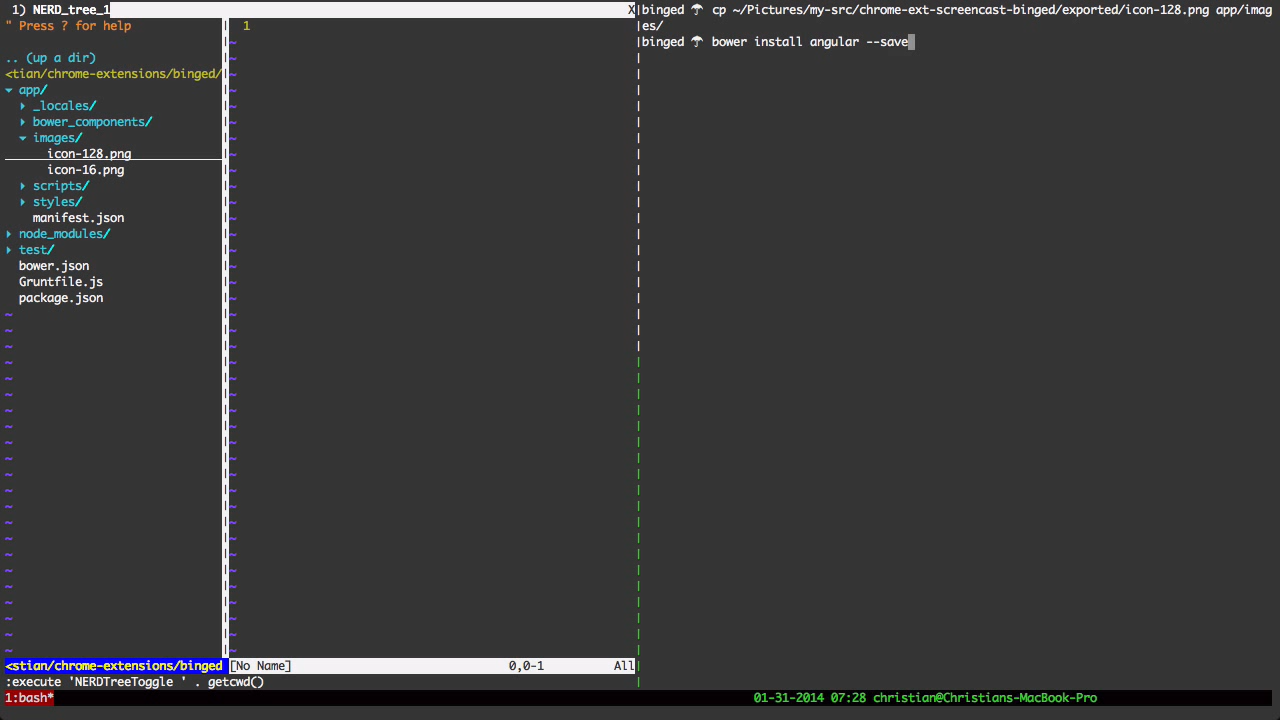 1) NERD_tree_1 X
" Press ? for help
.. (up a dir)
<tian/chrome-extensions/binged/
▾ app/
▸ _locales/
▸ bower_components/
▾ images/
icon-128.png
icon-16.png
▸ scripts/
▸ styles/
manifest.json
▸ node_modules/
▸ test/
bower.json
Gruntfile.js
package.json
<stian/chrome-extensions/binged
1
[No Name] 0,0-1 All
:execute 'NERDTreeToggle ' . getcwd()
binged ☂ cp ~/Pictures/my-src/chrome-ext-screencast-binged/exported/icon-128.png app/imag
es/
binged ☂ bower install angular --save
1:bash* 01-31-2014 07:28 christian@Christians-MacBook-Pro